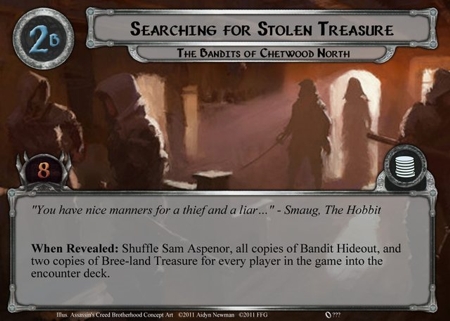 2B
Searching for Stolen Treasure
The Bandits of Chetwood North
8
"You have nice manners for a thief and a liar…" - Smaug, The Hobbit
When Revealed: Shuffle Sam Aspenor, all copies of Bandit Hideout, and
two copies of Bree-land Treasure for every player in the game into the
encounter deck.
Illus Assassin's Creed Brotherhood Concept Art ©2011 Aidyn Newman ©2011 FFG
???